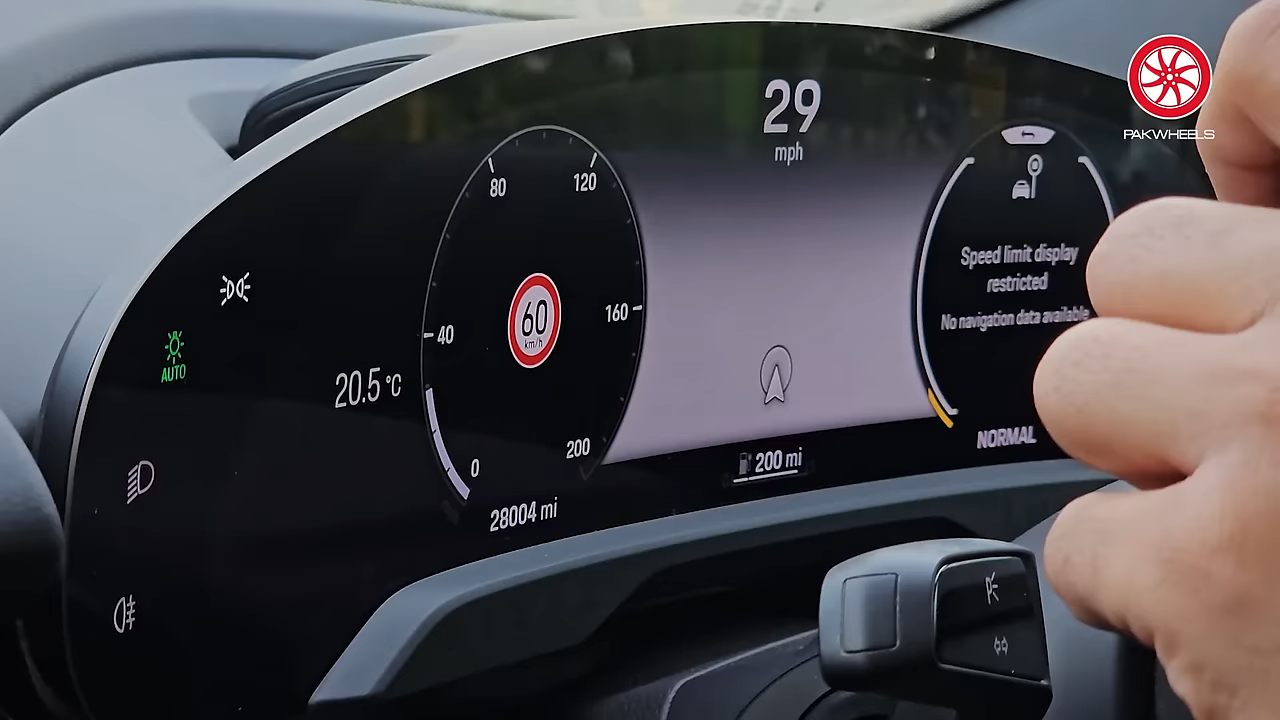 PAKWHEELS
29
mph
80
120
40
160
0
200
60
km/h
AUTO
20.5 °C
28004 mi
200 mi
Speed limit display
restricted
No navigation data available
NORMAL
P